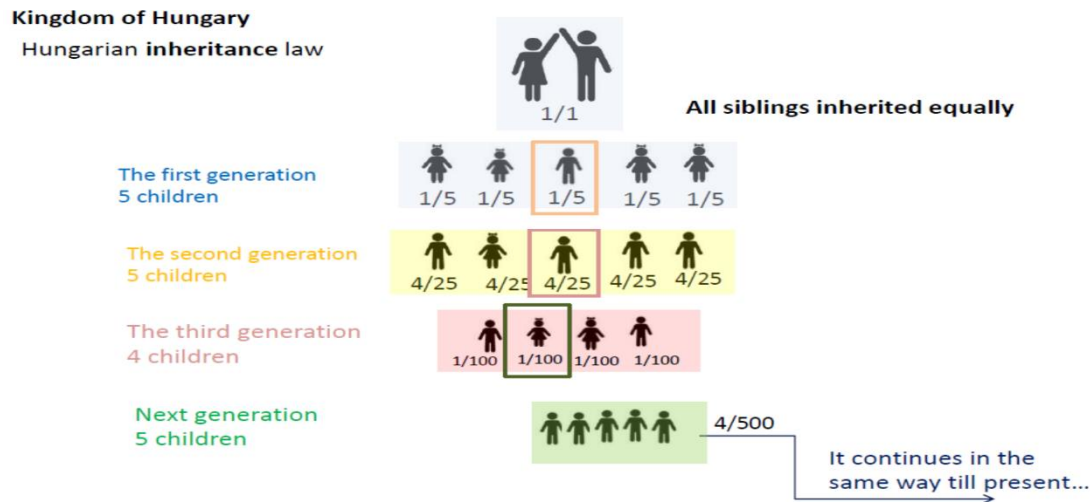 Kingdom of Hungary
Hungarian inheritance law
1/1
All siblings inherited equally
The first generation
5 children
1/5 1/5 1/5 1/5 1/5
The second generation
5 children
4/25 4/25 4/25 4/25 4/25
The third generation
4 children
1/100 1/100 1/100 1/100
Next generation
5 children
4/500
It continues in the
same way till present...